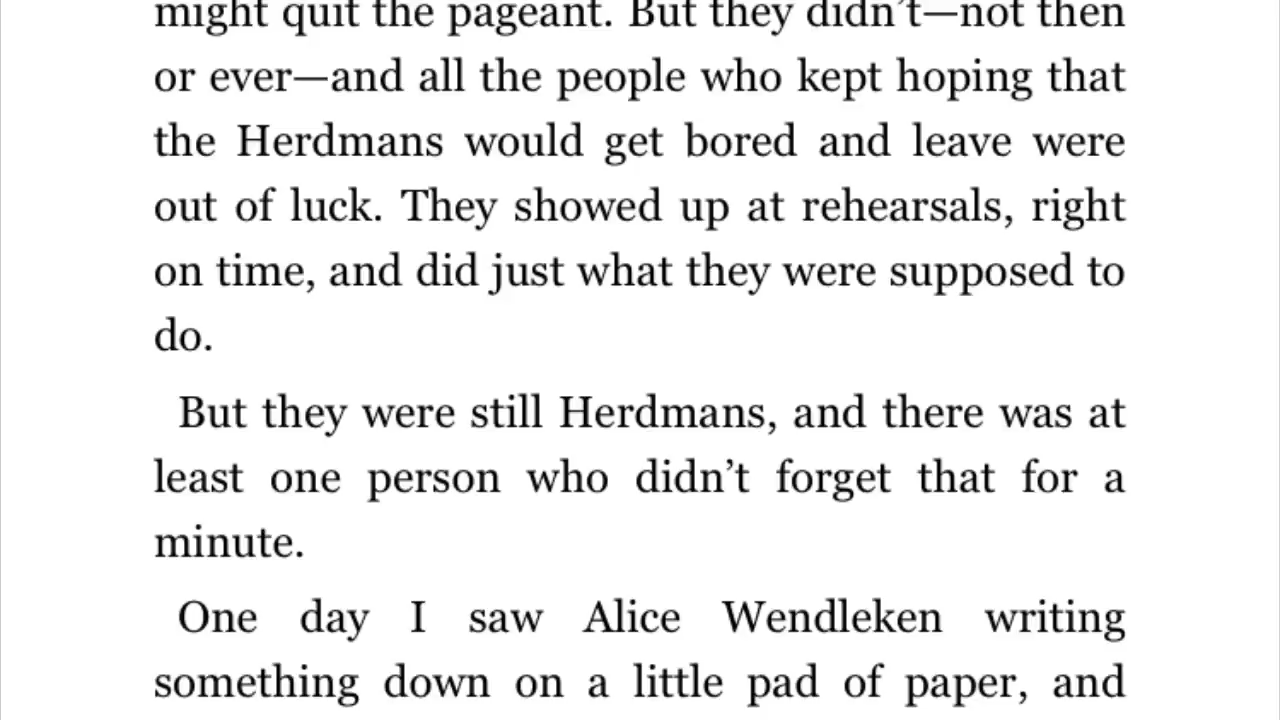 might quit the pageant. But they didn’t—not then
or ever—and all the people who kept hoping that
the Herdmans would get bored and leave were
out of luck. They showed up at rehearsals, right
on time, and did just what they were supposed to
do.
But they were still Herdmans, and there was at
least one person who didn’t forget that for a
minute.
One day I saw Alice Wendleken writing
something down on a little pad of paper, and